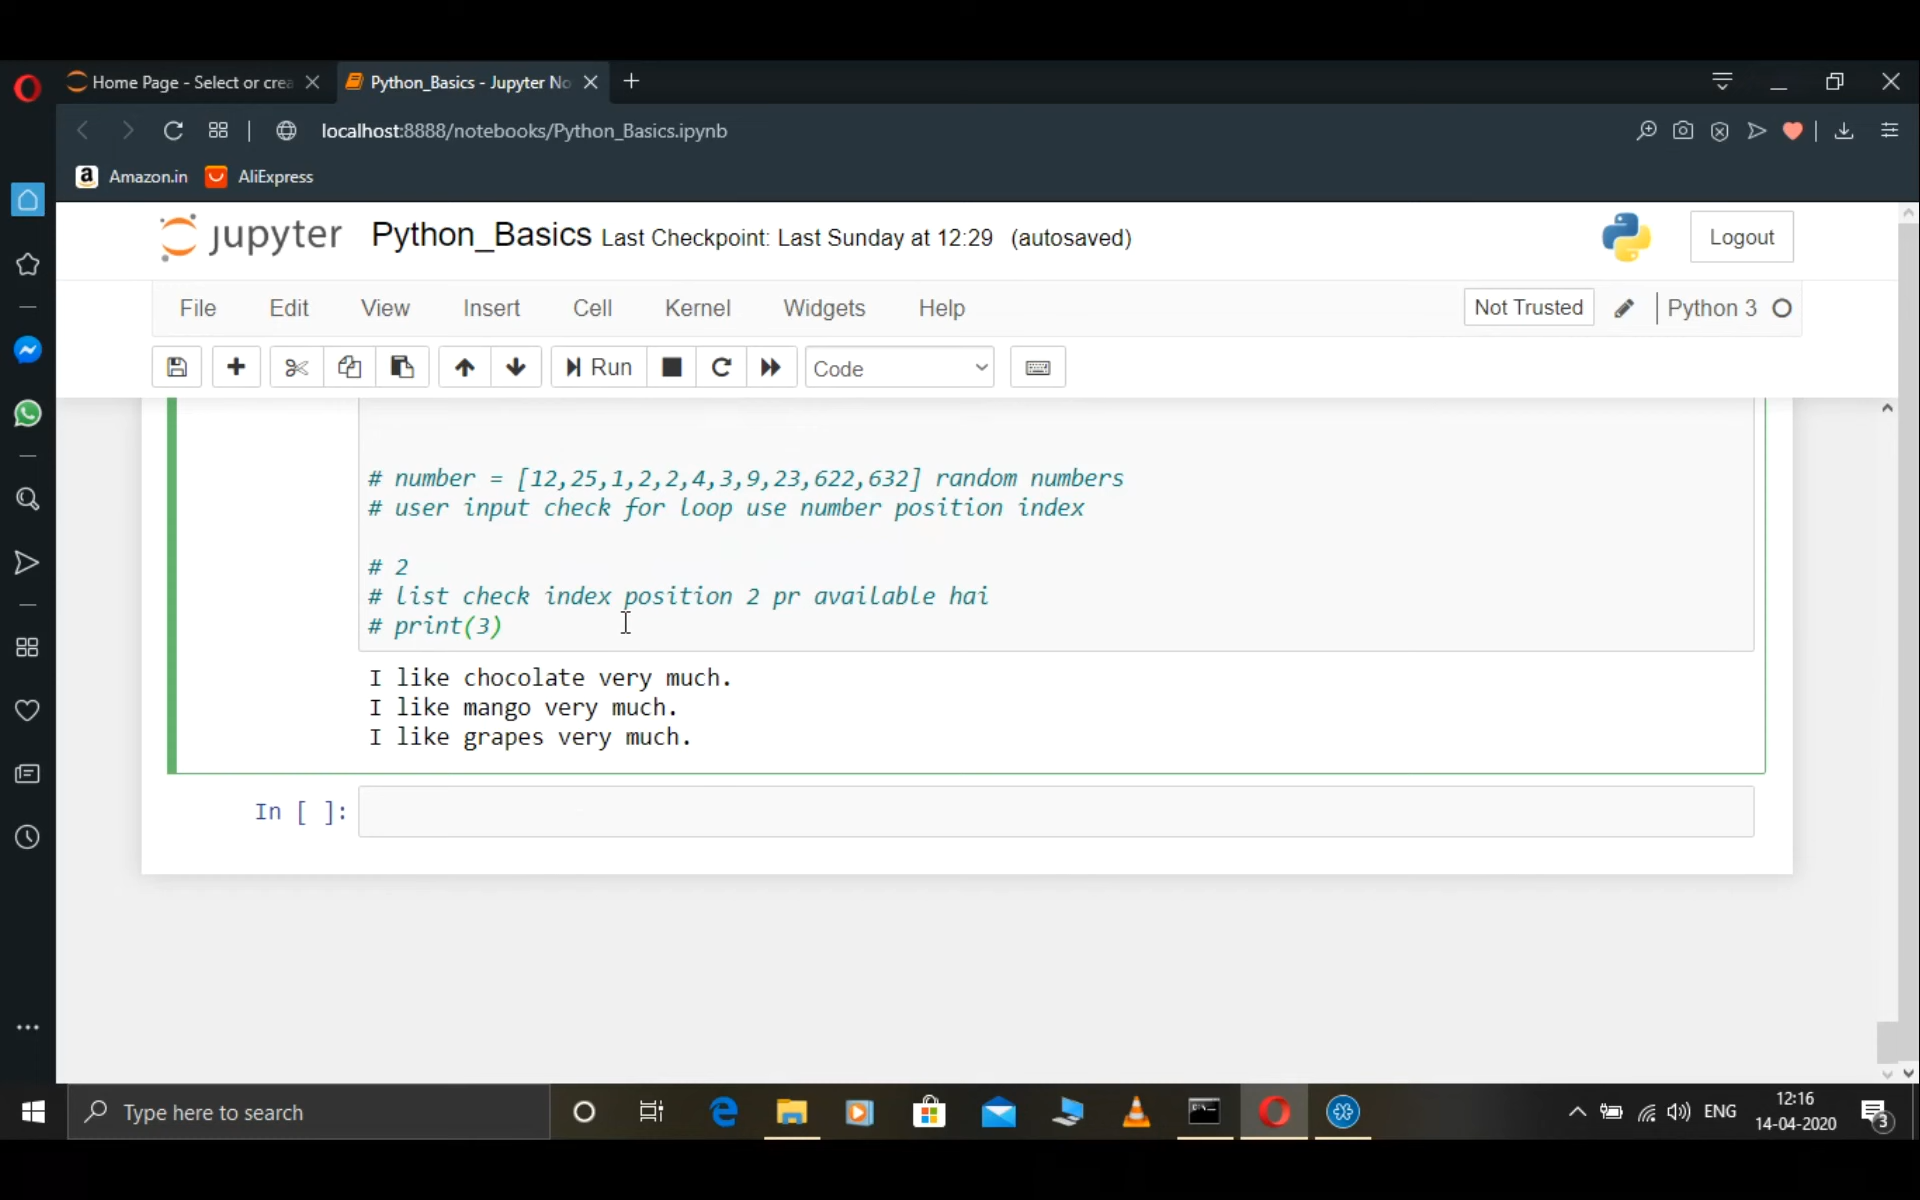 Home Page - Select or crea
Python_Basics - Jupyter No
localhost:8888/notebooks/Python_Basics.ipynb
Amazon.in
AliExpress
jupyter
Python_Basics Last Checkpoint: Last Sunday at 12:29 (autosaved)
Logout
File Edit View Insert Cell Kernel Widgets Help
Not Trusted
Python 3
Run
Code
# number = [12,25,1,2,2,4,3,9,23,622,632] random numbers
# user input check for loop use number position index
# 2
# list check index position 2 pr available hai
# print(3)
I like chocolate very much.
I like mango very much.
I like grapes very much.
In [ ]:
Type here to search
ENG
12:16
14-04-2020
3